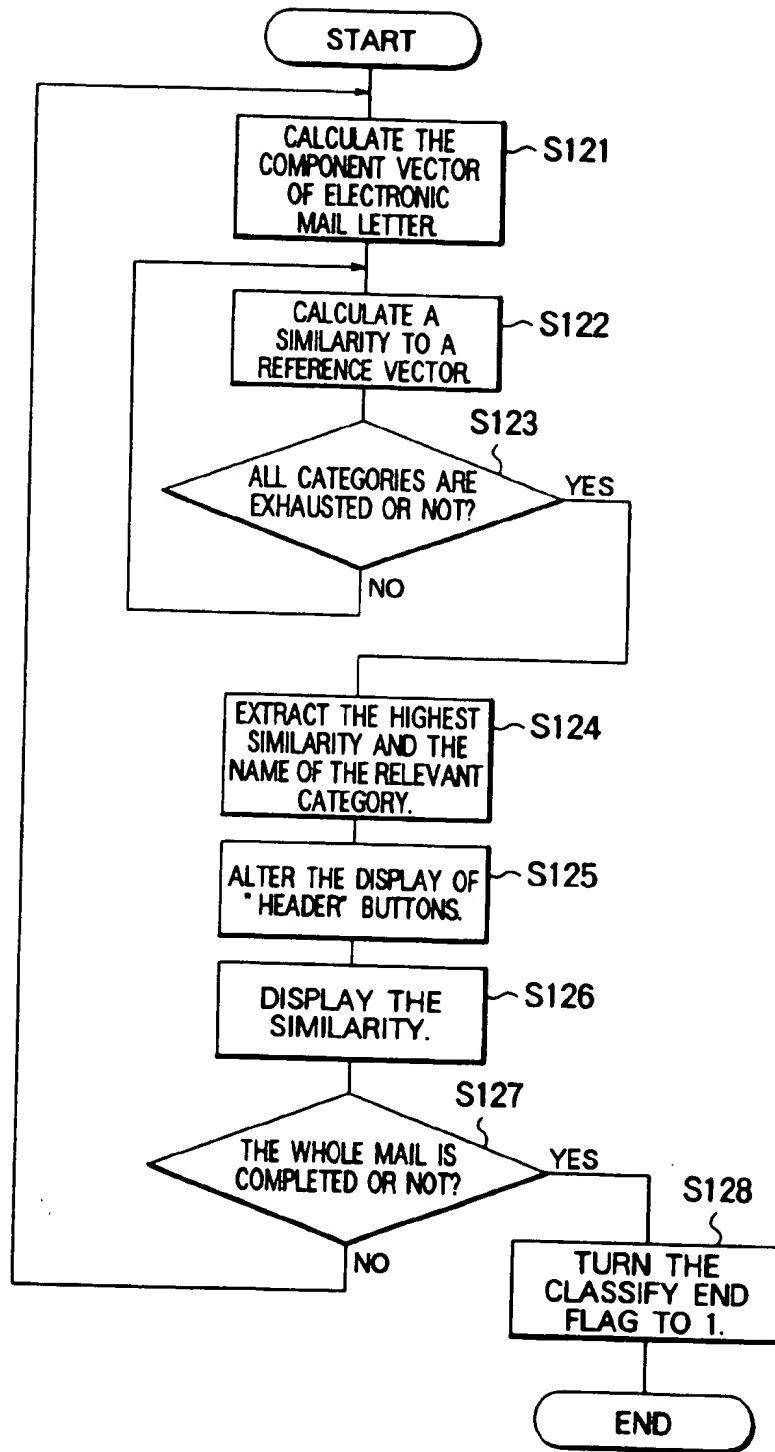 START
CALCULATE THE
COMPONENT VECTOR
OF ELECTRONIC
MAIL LETTER.
S121
CALCULATE A
SIMILARITY TO A
REFERENCE VECTOR.
S122
S123
ALL CATEGORIES ARE
EXHAUSTED OR NOT?
YES
NO
EXTRACT THE HIGHEST
SIMILARITY AND THE
NAME OF THE RELEVANT
CATEGORY.
S124
ALTER THE DISPLAY OF
"HEADER" BUTTONS.
S125
DISPLAY THE
SIMILARITY.
S126
S127
THE WHOLE MAIL IS
COMPLETED OR NOT?
YES
NO
S128
TURN THE
CLASSIFY END
FLAG TO 1.
END